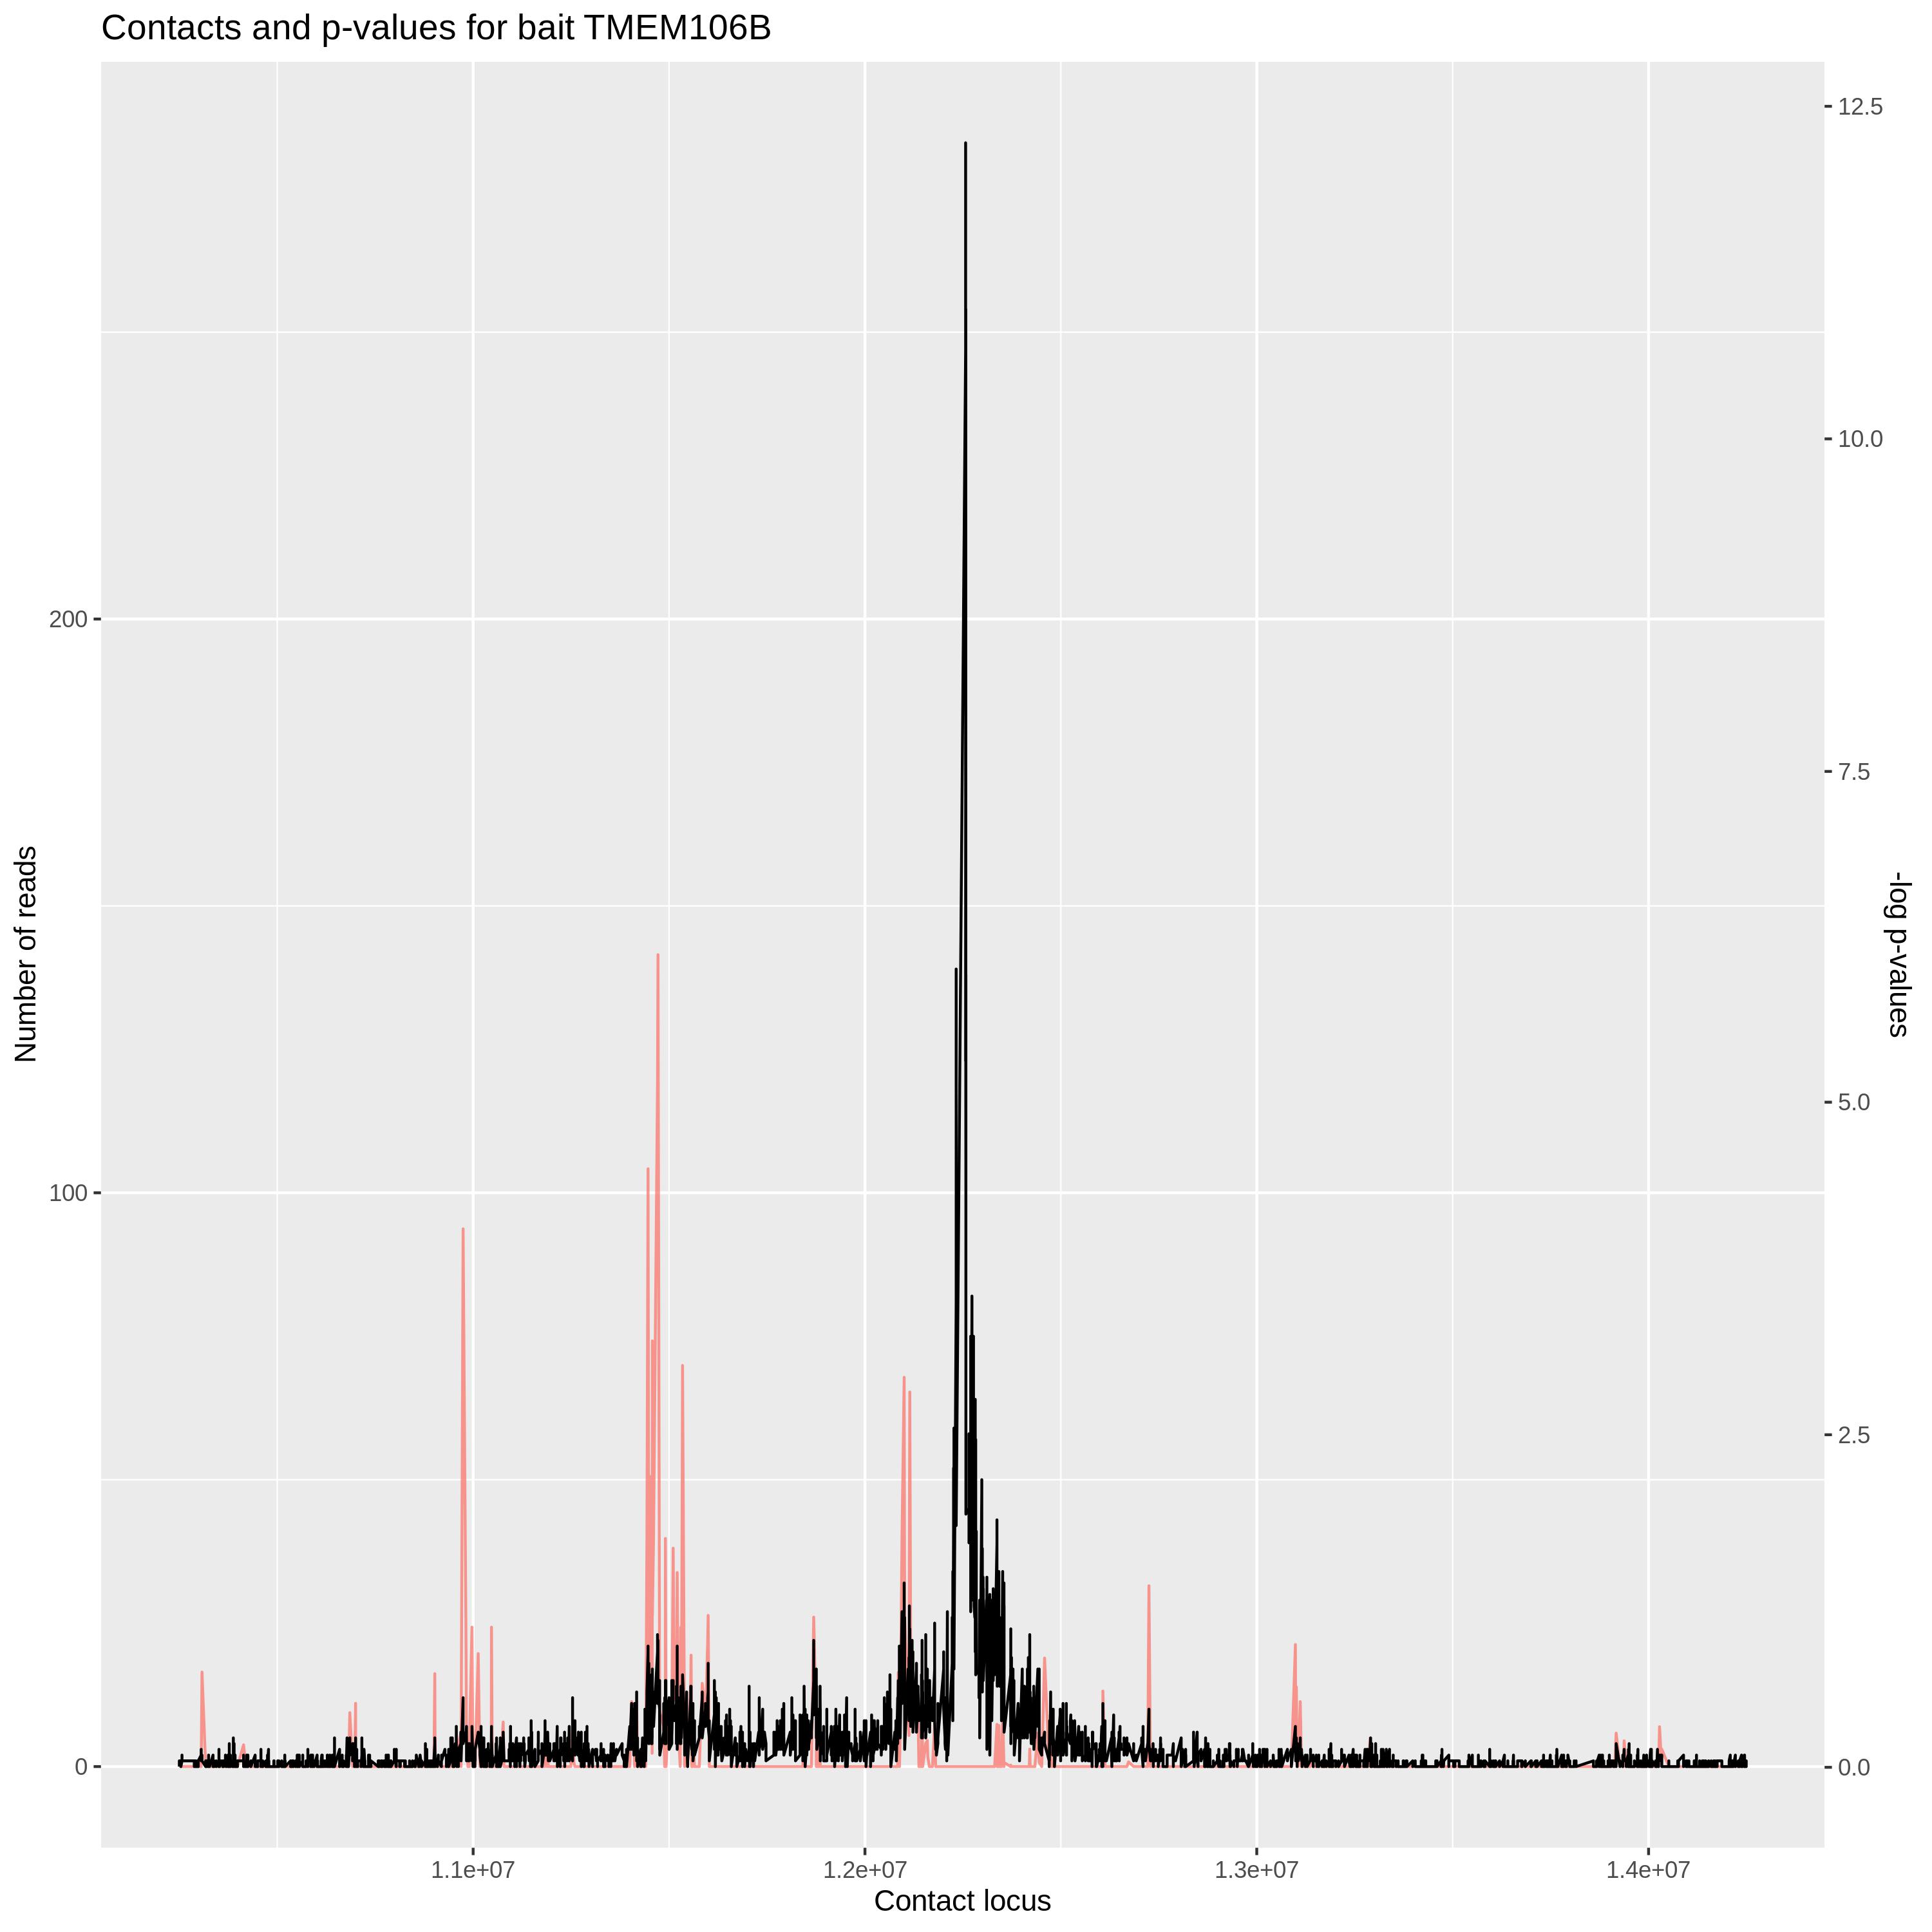 Contacts and p-values for bait TMEM106B
12.5
10.0
200
7.5
Number of reads
-log p-values
5.0
100
2.5
0
0.0
1.1e+07
1.2e+07
1.3e+07
1.4e+07
Contact locus